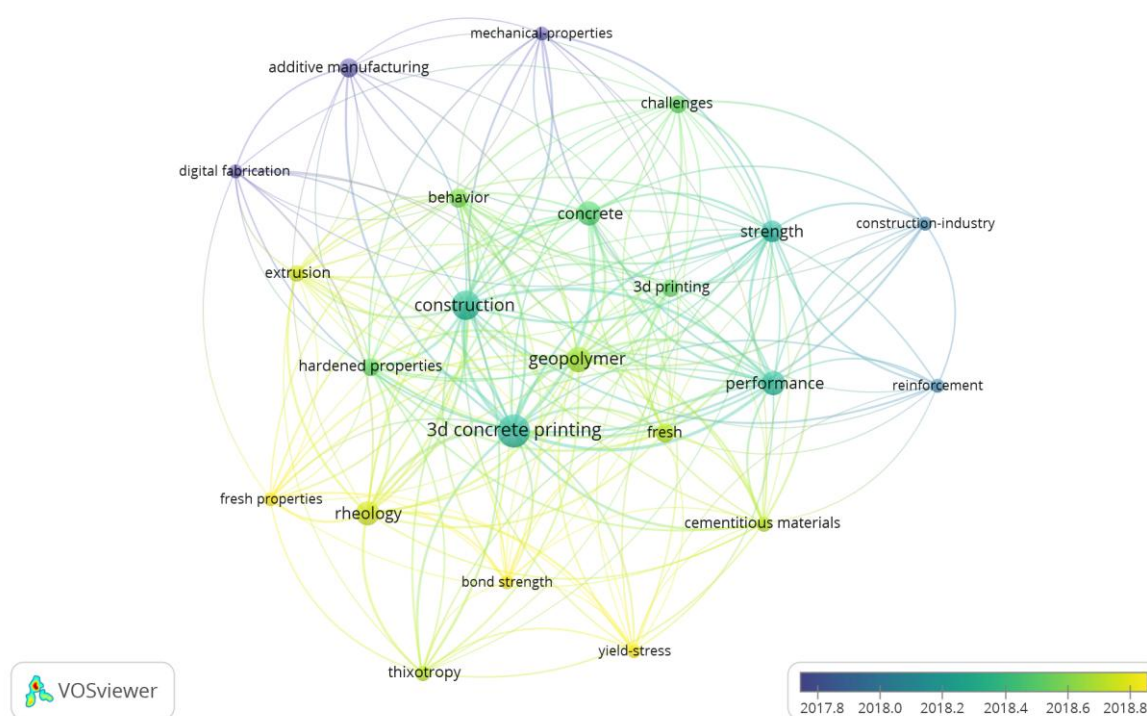 mechanical-properties
additive manufacturing
challenges
digital fabrication
behavior
concrete
strength
construction-industry
extrusion
3d printing
construction
geopolymer
hardened properties
performance
reinforcement
3d concrete printing
fresh
fresh properties
rheology
cementitious materials
bond strength
yield-stress
thixotropy
VOSviewer
2017.8 2018.0 2018.2 2018.4 2018.6 2018.8